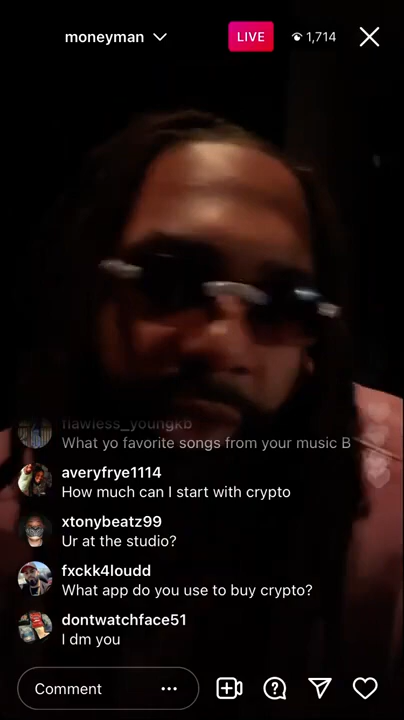 moneyman
LIVE
1,714
flawless_youngkb
What yo favorite songs from your music B
averyfrye1114
How much can I start with crypto
xtonybeatz99
Ur at the studio?
fxckk4loudd
What app do you use to buy crypto?
dontwatchface51
I dm you
Comment